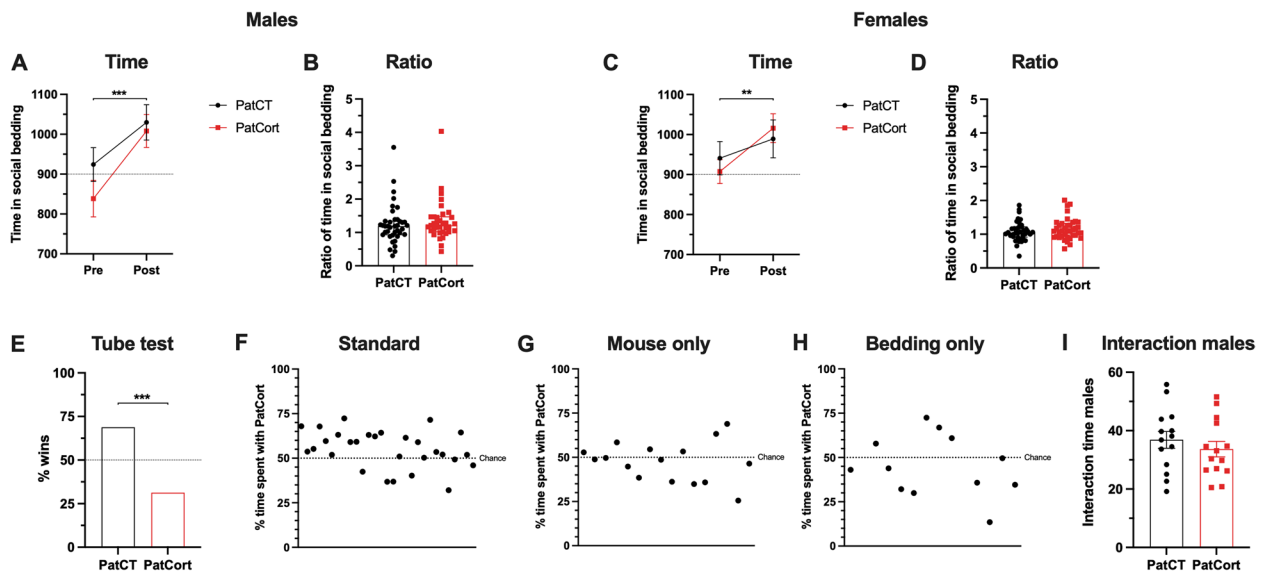 Males
Females
A
Time
Time in social bedding
1100
1000
900
800
700
***
Pre
Post
PatCT
PatCort
B
Ratio
Ratio of time in social bedding
5
4
3
2
1
0
PatCT
PatCort
C
Time
Time in social bedding
1100
1000
900
800
700
**
Pre
Post
PatCT
PatCort
D
Ratio
Ratio of time in social bedding
5
4
3
2
1
0
PatCT
PatCort
E
Tube test
% wins
100
75
50
25
0
***
PatCT
PatCort
F
Standard
% time spent with PatCort
100
75
50
25
0
Chance
G
Mouse only
% time spent with PatCort
100
75
50
25
0
Chance
H
Bedding only
% time spent with PatCort
100
75
50
25
0
Chance
I
Interaction males
Interaction time males
60
40
20
0
PatCT
PatCort